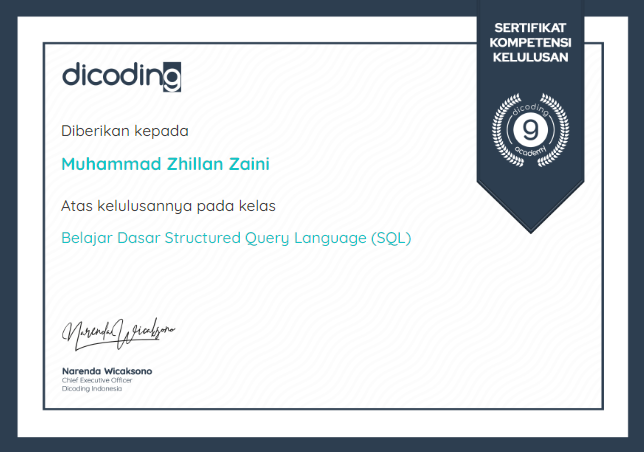 SERTIFIKAT
KOMPETENSI
KELULUSAN
dicoding
academy
dicoding
Diberikan kepada
Muhammad Zhillan Zaini
Atas kelulusannya pada kelas
Belajar Dasar Structured Query Language (SQL)
Narenda Wicaksono
Narenda Wicaksono
Chief Executive Officer
Dicoding Indonesia